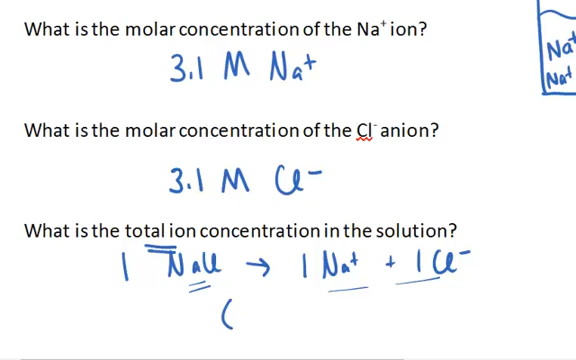 What is the molar concentration of the Na⁺ ion?
3.1 M Na⁺
Na⁺
Na⁺
What is the molar concentration of the Cl⁻ anion?
3.1 M Cl⁻
What is the total ion concentration in the solution?
1 NaCl → 1 Na⁺ + 1 Cl⁻
(